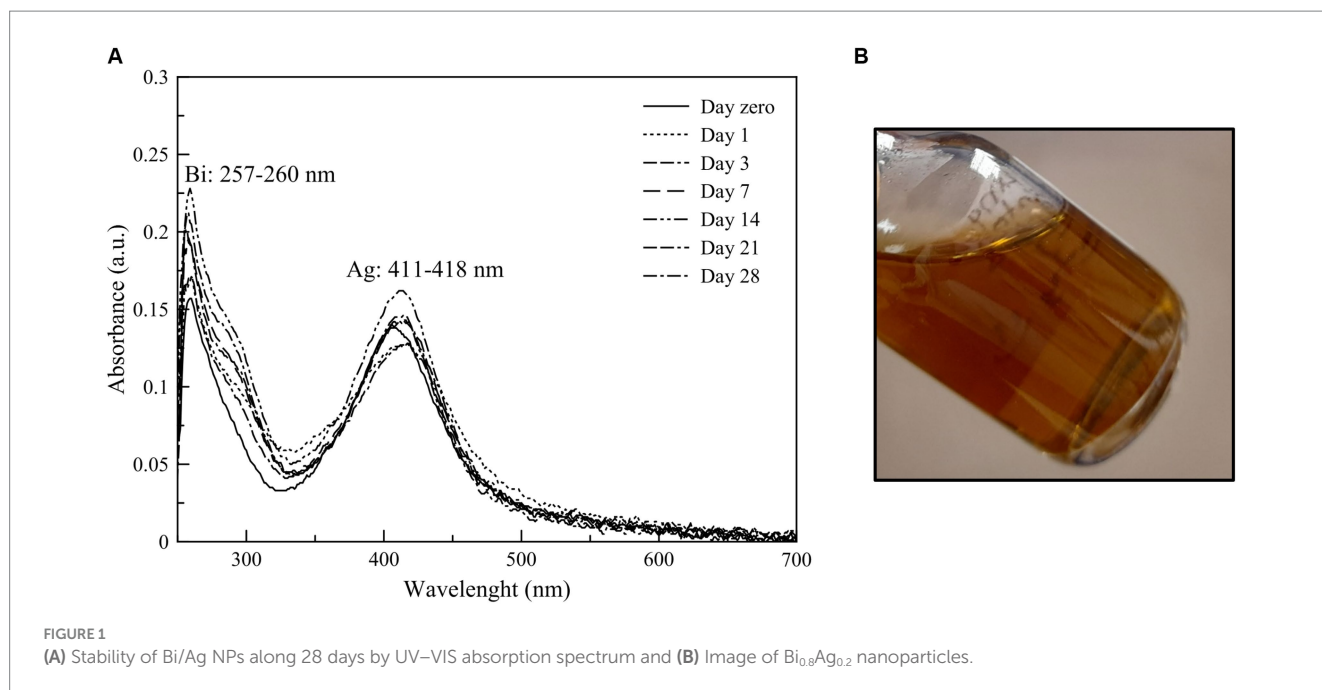 A
B
0.3
0.25
0.2
0.15
0.1
0.05
0
Absorbance (a.u.)
Bi: 257-260 nm
Ag: 411-418 nm
Day zero
Day 1
Day 3
Day 7
Day 14
Day 21
Day 28
300 400 500 600 700
Wavelenght (nm)
FIGURE 1
(A) Stability of Bi/Ag NPs along 28 days by UV–VIS absorption spectrum and (B) Image of Bi₀.₈Ag₀.₂ nanoparticles.